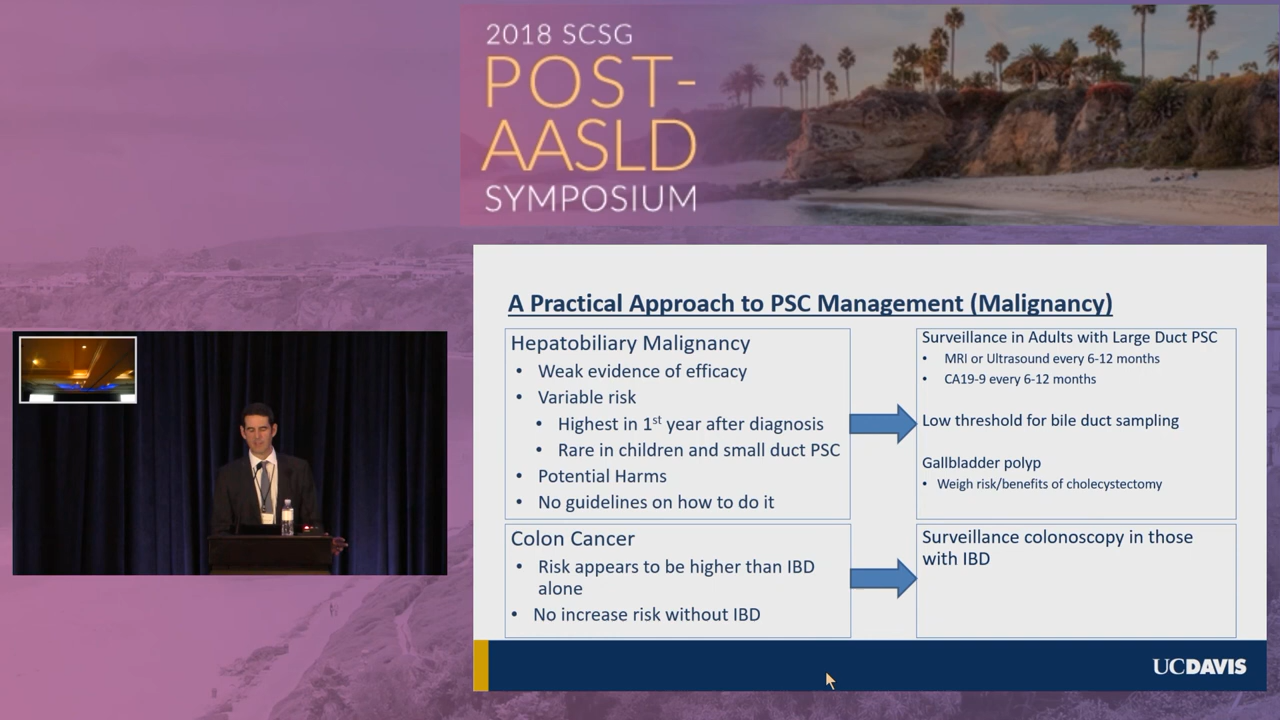 2018 SCSG
POST-
AASLD
SYMPOSIUM
A Practical Approach to PSC Management (Malignancy)
Hepatobiliary Malignancy
• Weak evidence of efficacy
• Variable risk
• Highest in 1st year after diagnosis
• Rare in children and small duct PSC
• Potential Harms
• No guidelines on how to do it
Surveillance in Adults with Large Duct PSC
• MRI or Ultrasound every 6-12 months
• CA19-9 every 6-12 months
Low threshold for bile duct sampling
Gallbladder polyp
• Weigh risk/benefits of cholecystectomy
Colon Cancer
• Risk appears to be higher than IBD
alone
• No increase risk without IBD
Surveillance colonoscopy in those
with IBD
UCDAVIS